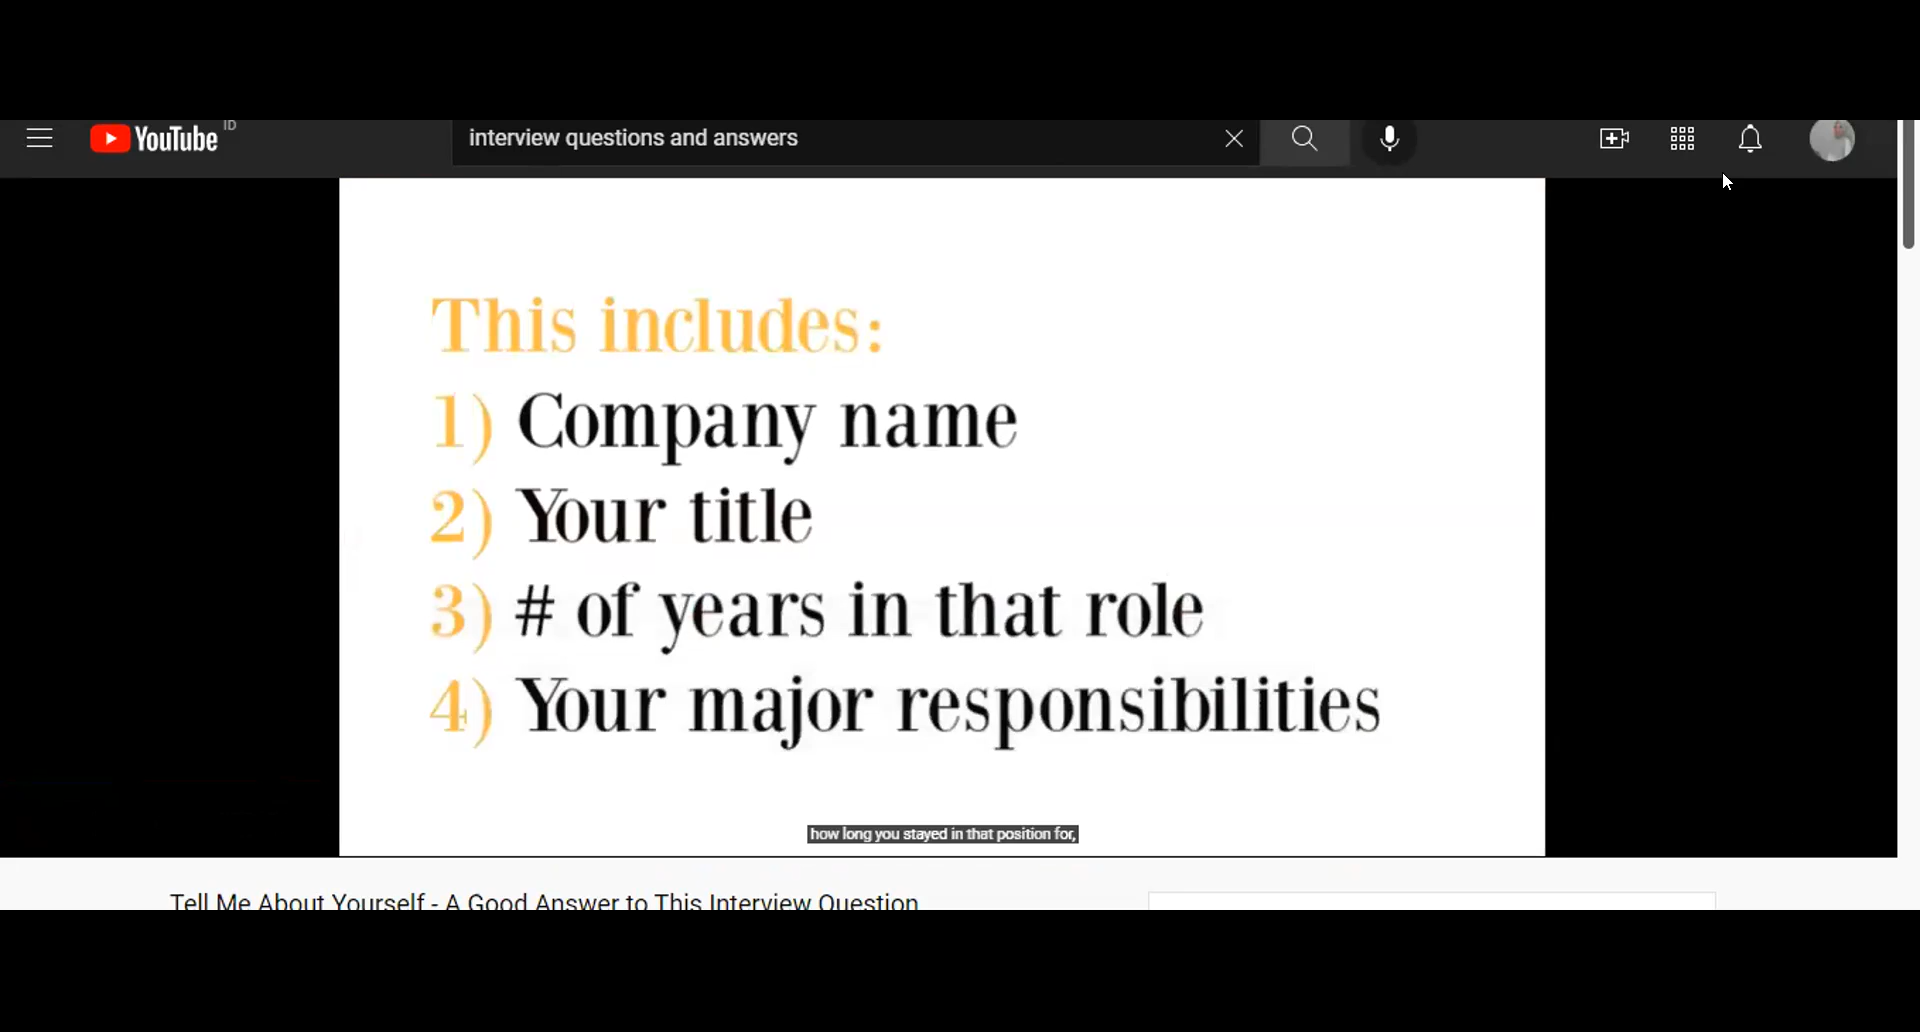 YouTube ID
interview questions and answers
This includes:
1) Company name
2) Your title
3) # of years in that role
4) Your major responsibilities
how long you stayed in that position for,
Tell Me About Yourself - A Good Answer to This Interview Question